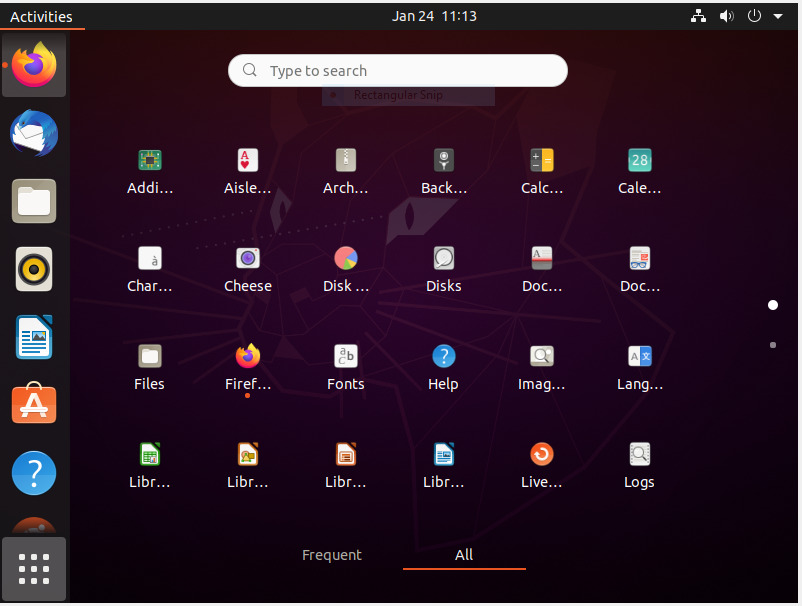 Activities
Jan 24 11:13
Type to search
Rectangular Snip
Addi...
Aisle...
Arch...
Back...
Calc...
28
Cale...
Char...
Cheese
Disk ...
Disks
Doc...
Doc...
Files
Firef...
Fonts
Help
Imag...
Lang...
Libr...
Libr...
Libr...
Libr...
Live...
Logs
Frequent
All